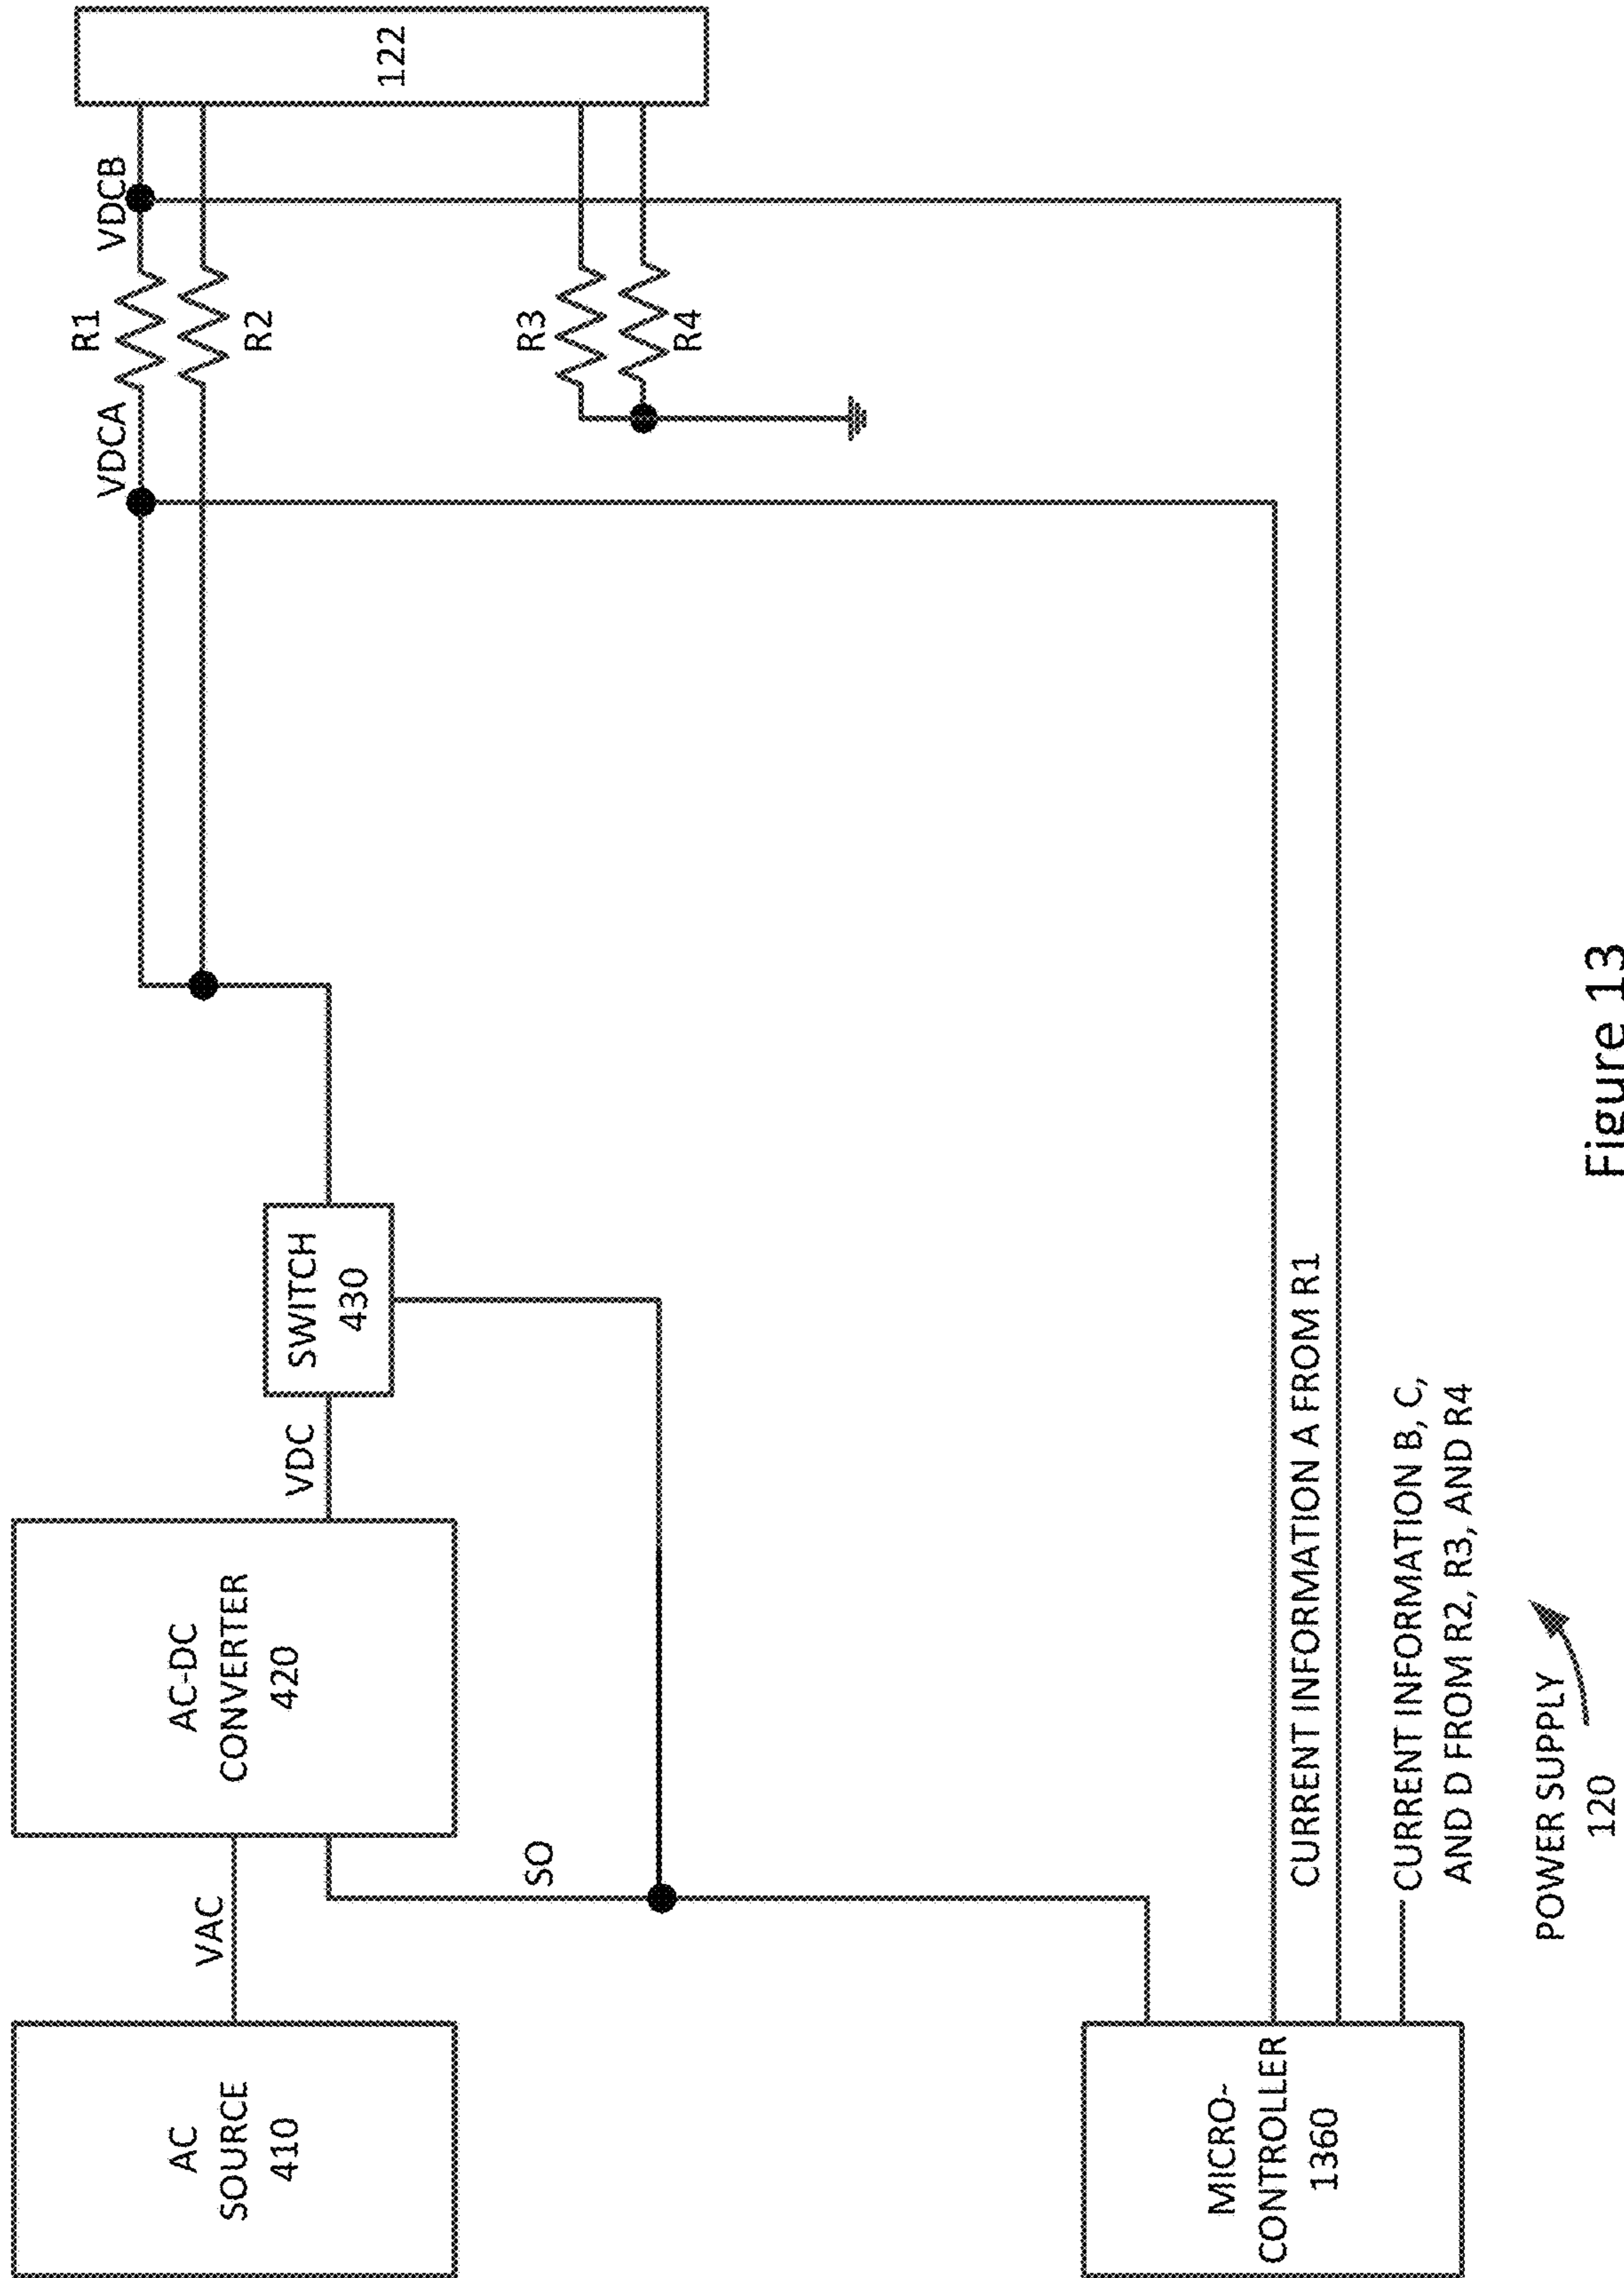 AC
SOURCE
410
VAC
AC-DC
CONVERTER
420
VDC
SWITCH
430
VDCA
R1
VDCB
R2
R3
R4
122
SO
MICRO-
CONTROLLER
1360
CURRENT INFORMATION A FROM R1
CURRENT INFORMATION B, C,
AND D FROM R2, R3, AND R4
POWER SUPPLY
120
Figure 13